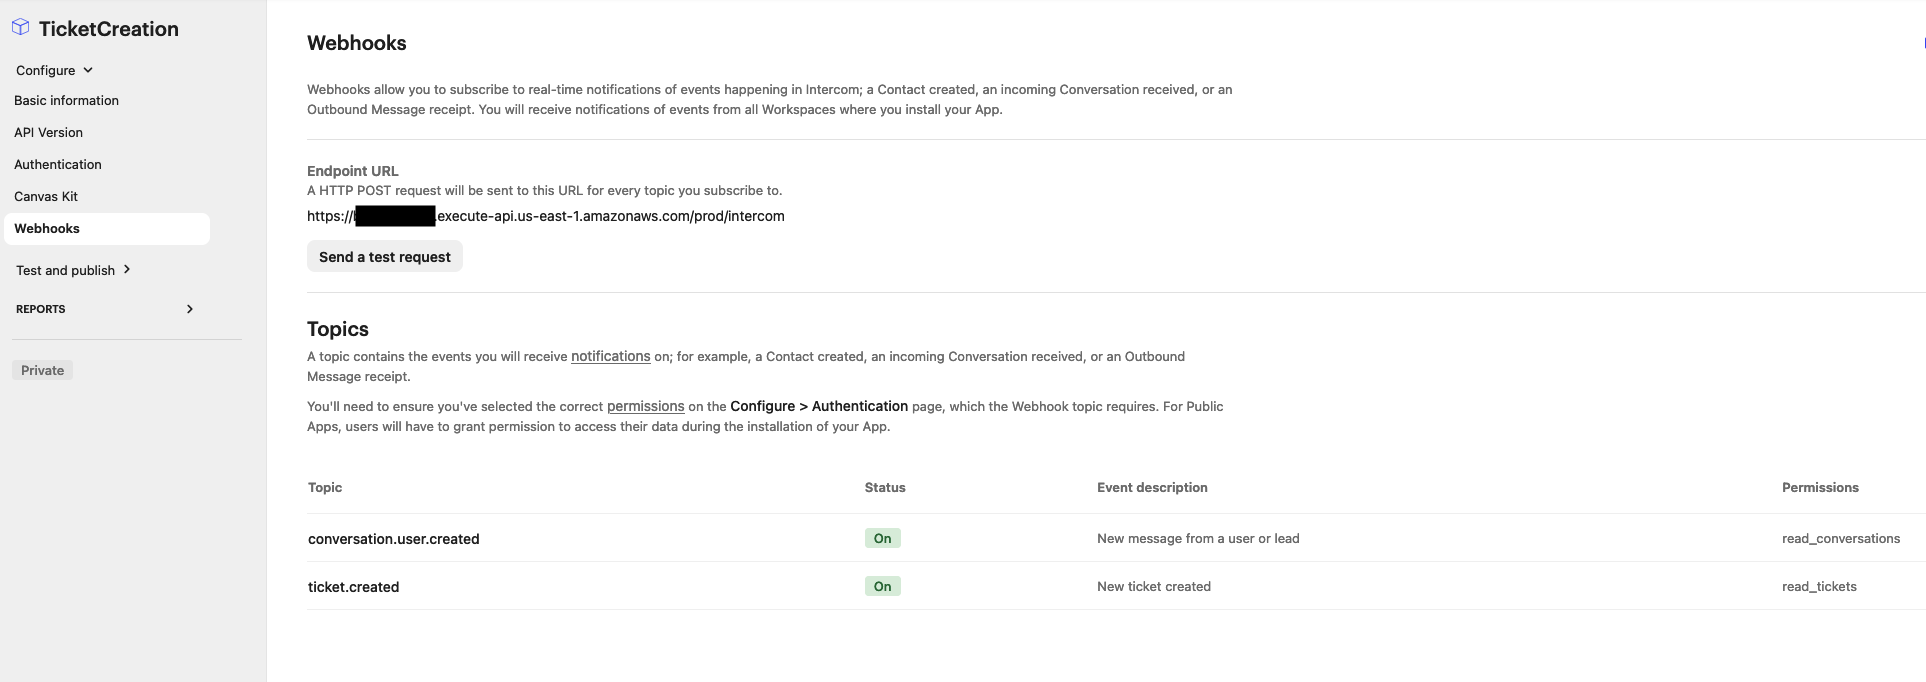 TicketCreation
Configure
Basic information
API Version
Authentication
Canvas Kit
Webhooks
Test and publish
REPORTS
Private
Webhooks
Webhooks allow you to subscribe to real-time notifications of events happening in Intercom; a Contact created, an incoming Conversation received, or an
Outbound Message receipt. You will receive notifications of events from all Workspaces where you install your App.
Endpoint URL
A HTTP POST request will be sent to this URL for every topic you subscribe to.
https:// .execute-api.us-east-1.amazonaws.com/prod/intercom
Send a test request
Topics
A topic contains the events you will receive notifications on; for example, a Contact created, an incoming Conversation received, or an Outbound
Message receipt.
You'll need to ensure you've selected the correct permissions on the Configure > Authentication page, which the Webhook topic requires. For Public
Apps, users will have to grant permission to access their data during the installation of your App.
Topic Status Event description Permissions
conversation.user.created On New message from a user or lead read_conversations
ticket.created On New ticket created read_tickets